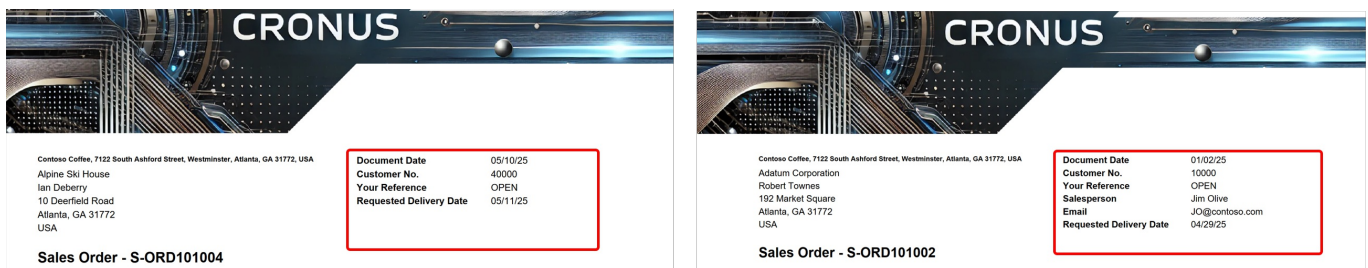 CRONUS
Contoso Coffee, 7122 South Ashford Street, Westminster, Atlanta, GA 31772, USA
Alpine Ski House
Ian Deberry
10 Deerfield Road
Atlanta, GA 31772
USA
Document Date 05/10/25
Customer No. 40000
Your Reference OPEN
Requested Delivery Date 05/11/25
Sales Order - S-ORD101004
CRONUS
Contoso Coffee, 7122 South Ashford Street, Westminster, Atlanta, GA 31772, USA
Adatum Corporation
Robert Townes
192 Market Square
Atlanta, GA 31772
USA
Document Date 01/02/25
Customer No. 10000
Your Reference OPEN
Salesperson Jim Olive
Email JO@contoso.com
Requested Delivery Date 04/29/25
Sales Order - S-ORD101002